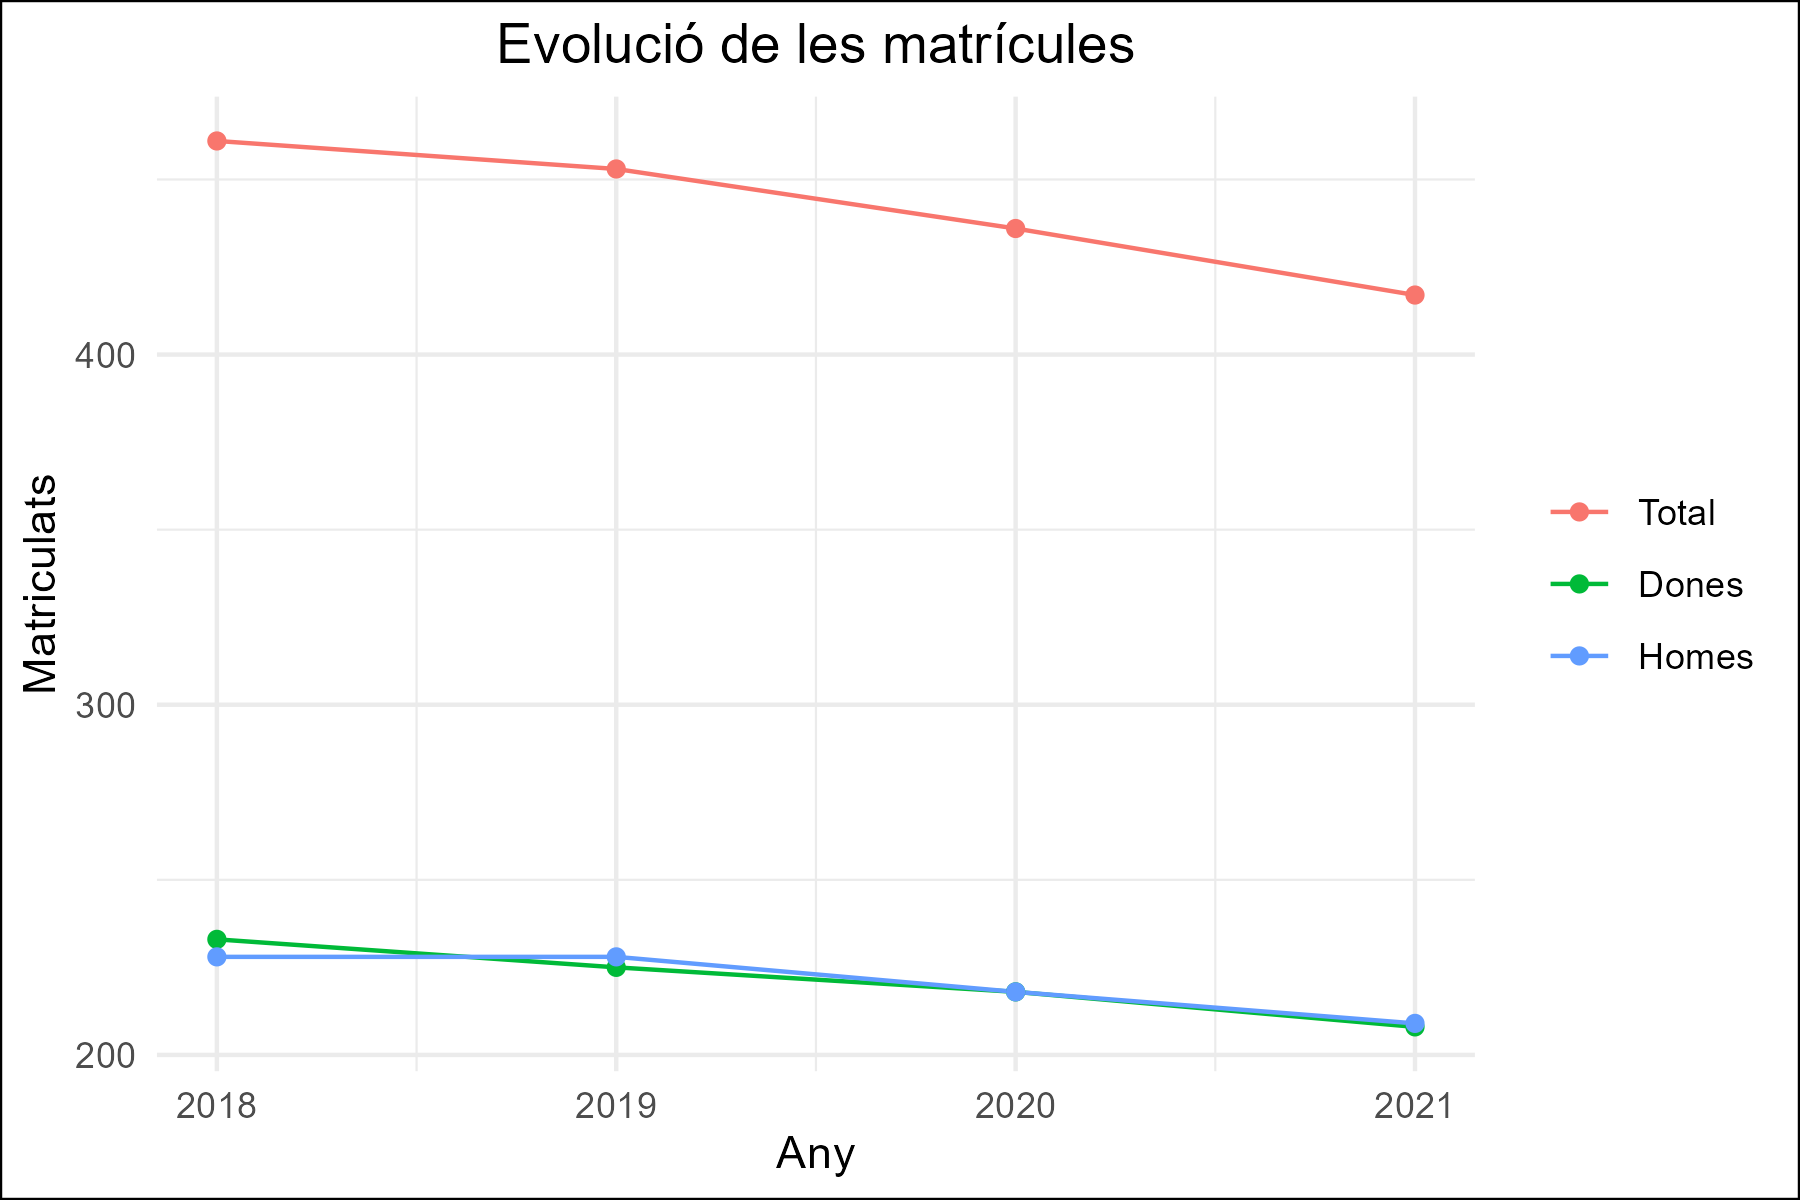 Evolució de les matrícules
Matriculats
400
300
200
2018 2019 2020 2021
Any
Total
Dones
Homes